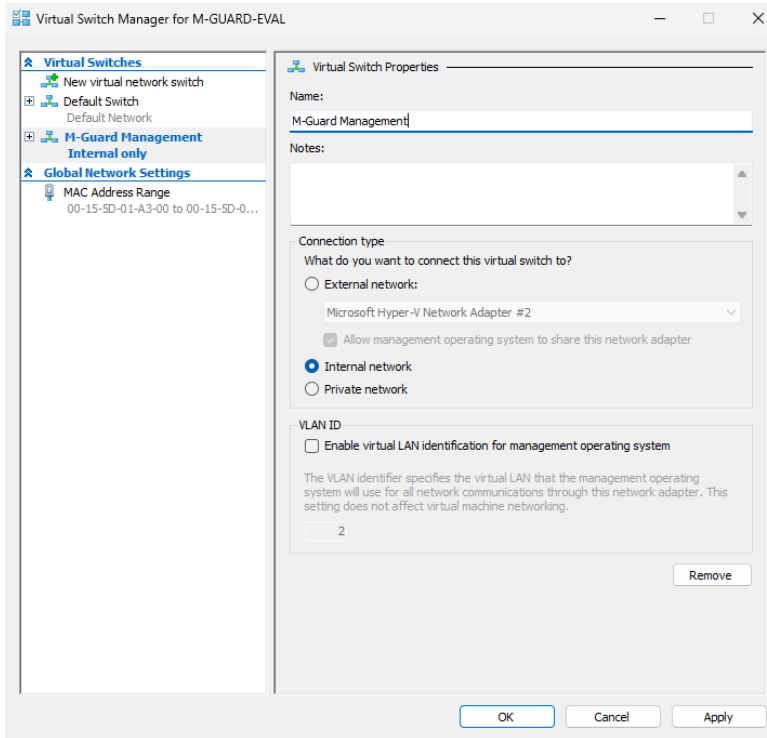 Virtual Switch Manager for M-GUARD-EVAL
Virtual Switches
New virtual network switch
Default Switch
Default Network
M-Guard Management
Internal only
Global Network Settings
MAC Address Range
00-15-5D-01-A3-00 to 00-15-5D-0...
Virtual Switch Properties
Name:
M-Guard Management
Notes:
Connection type
What do you want to connect this virtual switch to?
External network:
Microsoft Hyper-V Network Adapter #2
Allow management operating system to share this network adapter
Internal network
Private network
VLAN ID
Enable virtual LAN identification for management operating system
The VLAN identifier specifies the virtual LAN that the management operating
system will use for all network communications through this network adapter. This
setting does not affect virtual machine networking.
2
Remove
OK
Cancel
Apply